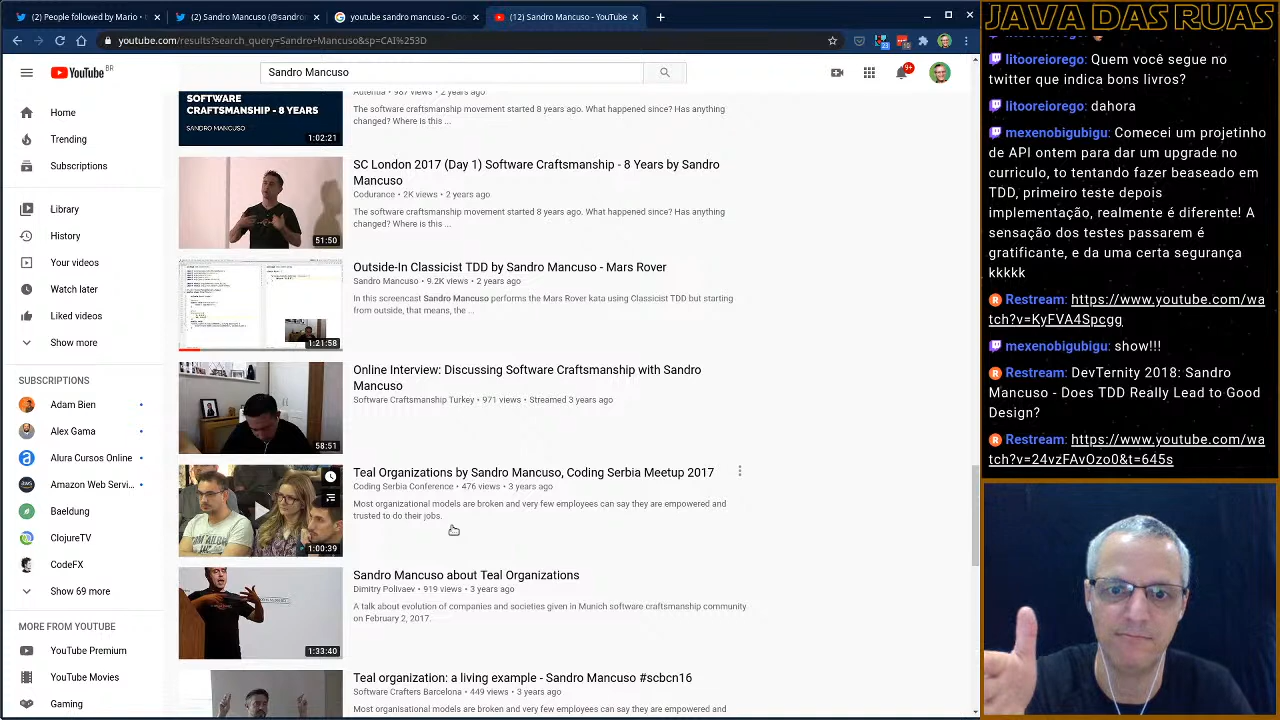 (2) People followed by Mario •
(2) Sandro Mancuso (@sandro
youtube sandro mancuso - Goo
(12) Sandro Mancuso - YouTube
youtube.com/results?search_query=Sandro+Mancuso&sp=CAI%253D
23
YouTube BR
Sandro Mancuso
9+
Home
Trending
Subscriptions
Library
History
Your videos
Watch later
Liked videos
Show more
SUBSCRIPTIONS
Adam Bien
Alex Gama
Alura Cursos Online
Amazon Web Servi...
Baeldung
ClojureTV
CodeFX
Show 69 more
MORE FROM YOUTUBE
YouTube Premium
YouTube Movies
Gaming
SOFTWARE
CRAFTSMANSHIP - 8 YEARS
SANDRO MANCUSO
1:02:21
Autentia • 987 views • 2 years ago
The software craftsmanship movement started 8 years ago. What happened since? Has anything
changed? Where is this ...
51:50
SC London 2017 (Day 1) Software Craftsmanship - 8 Years by Sandro
Mancuso
Codurance • 2K views • 2 years ago
The software craftsmanship movement started 8 years ago. What happened since? Has anything
changed? Where is this ...
1:21:58
Outside-In Classicist TDD by Sandro Mancuso - Mars Rover
Sandro Mancuso • 9.2K views • 2 years ago
In this screencast Sandro Mancuso performs the Mars Rover kata using Classicist TDD but starting
from outside, that means, the ...
58:51
Online Interview: Discussing Software Craftsmanship with Sandro
Mancuso
Software Craftsmanship Turkey • 971 views • Streamed 3 years ago
1:00:39
Teal Organizations by Sandro Mancuso, Coding Serbia Meetup 2017
Coding Serbia Conference • 476 views • 3 years ago
Most organizational models are broken and very few employees can say they are empowered and
trusted to do their jobs.
1:33:40
Sandro Mancuso about Teal Organizations
Dimitry Polivaev • 919 views • 3 years ago
A talk about evolution of companies and societies given in Munich software craftsmanship community
on February 2, 2017.
Teal organization: a living example - Sandro Mancuso #scbcn16
Software Crafters Barcelona • 449 views • 3 years ago
Most organisational models are broken and very few employees can say they are empowered and
JAVA DAS RUAS
litooreiorego: Quem você segue no
twitter que indica bons livros?
litooreiorego: dahora
mexenobigubigu: Comecei um projetinho
de API ontem para dar um upgrade no
curriculo, to tentando fazer beaseado em
TDD, primeiro teste depois
implementação, realmente é diferente! A
sensação dos testes passarem é
gratificante, e da uma certa segurança
kkkkk
Restream: https://www.youtube.com/wa
tch?v=KyFVA4Spcgg
mexenobigubigu: show!!!
Restream: DevTernity 2018: Sandro
Mancuso - Does TDD Really Lead to Good
Design?
Restream: https://www.youtube.com/wa
tch?v=24vzFAvOzo0&t=645s